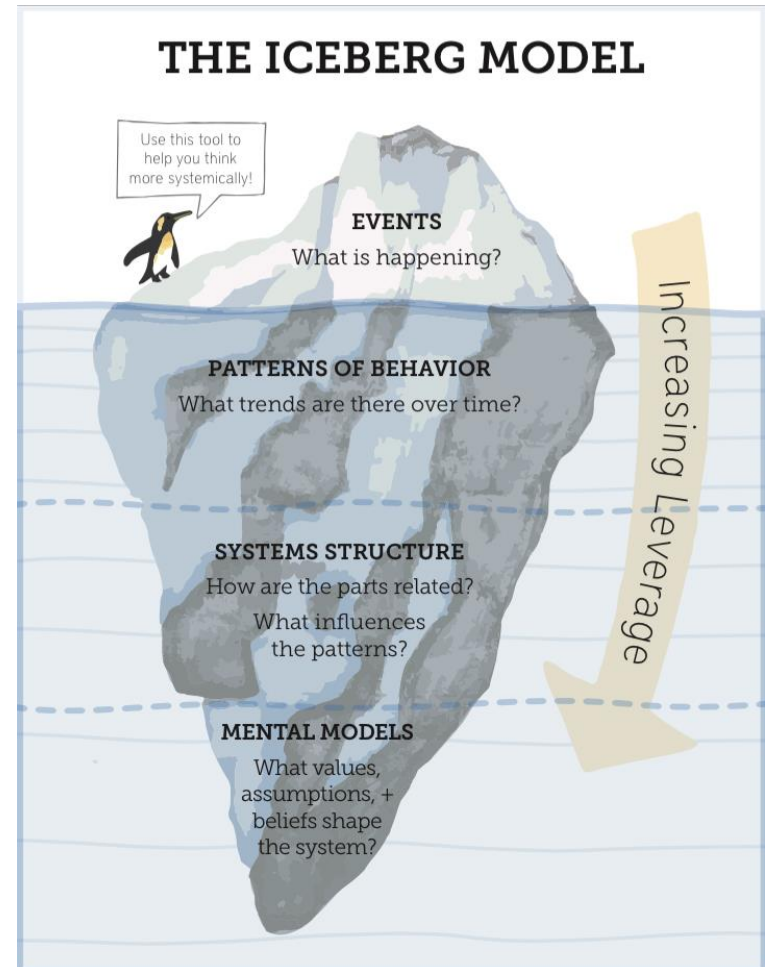 THE ICEBERG MODEL
Use this tool to
help you think
more systemically!
EVENTS
What is happening?
Increasing Leverage
PATTERNS OF BEHAVIOR
What trends are there over time?
SYSTEMS STRUCTURE
How are the parts related?
What influences
the patterns?
MENTAL MODELS
What values,
assumptions, +
beliefs shape
the system?